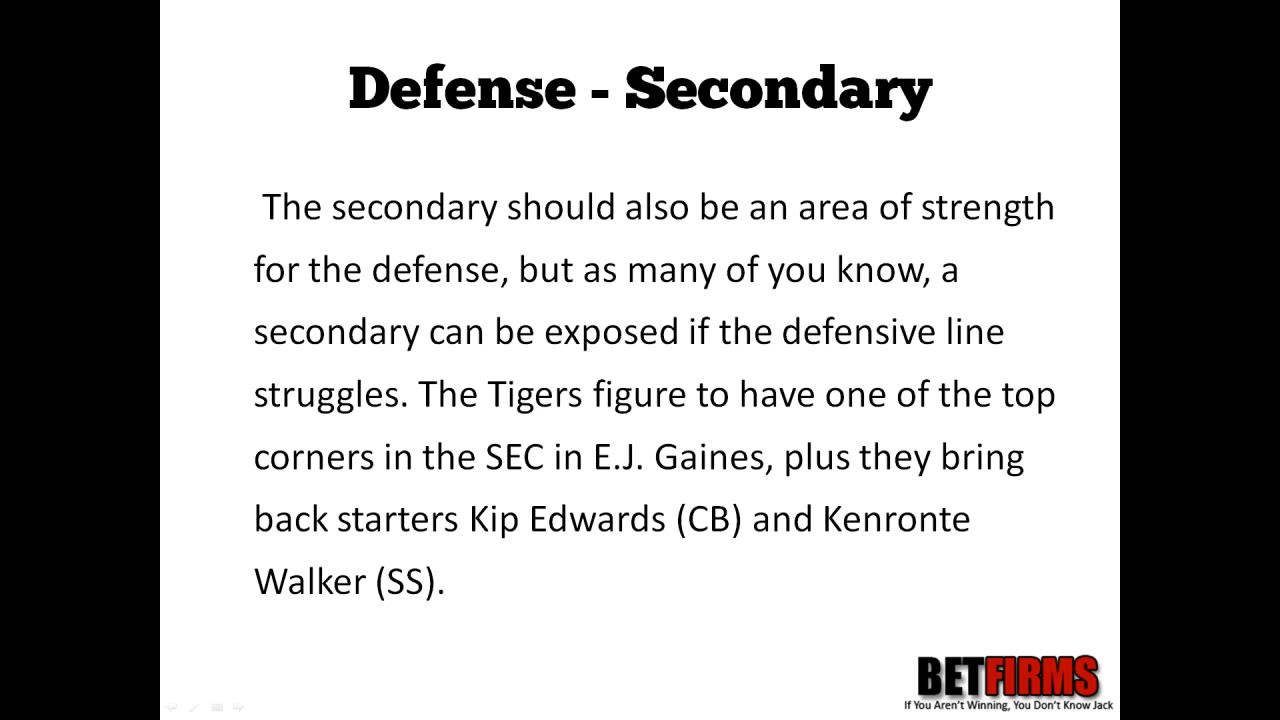 Defense - Secondary
The secondary should also be an area of strength
for the defense, but as many of you know, a
secondary can be exposed if the defensive line
struggles. The Tigers figure to have one of the top
corners in the SEC in E.J. Gaines, plus they bring
back starters Kip Edwards (CB) and Kenronte
Walker (SS).
BETFIRMS
If You Aren't Winning, You Don't Know Jack